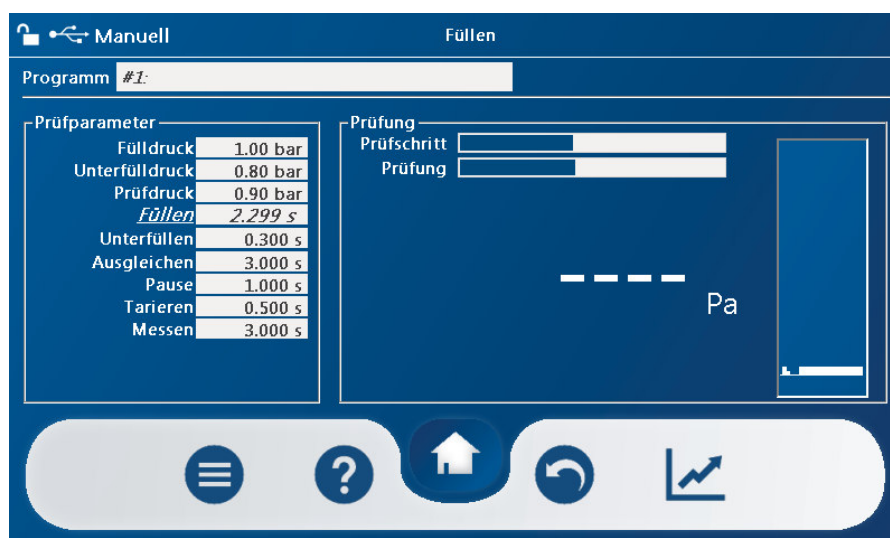 Manuell
Füllen
Programm #1:
Prüfparameter
Fülldruck 1.00 bar
Unterfülldruck 0.80 bar
Prüfdruck 0.90 bar
Füllen 2.299 s
Unterfüllen 0.300 s
Ausgleichen 3.000 s
Pause 1.000 s
Tarieren 0.500 s
Messen 3.000 s
Prüfung
Prüfschritt
Prüfung
– – – –
Pa